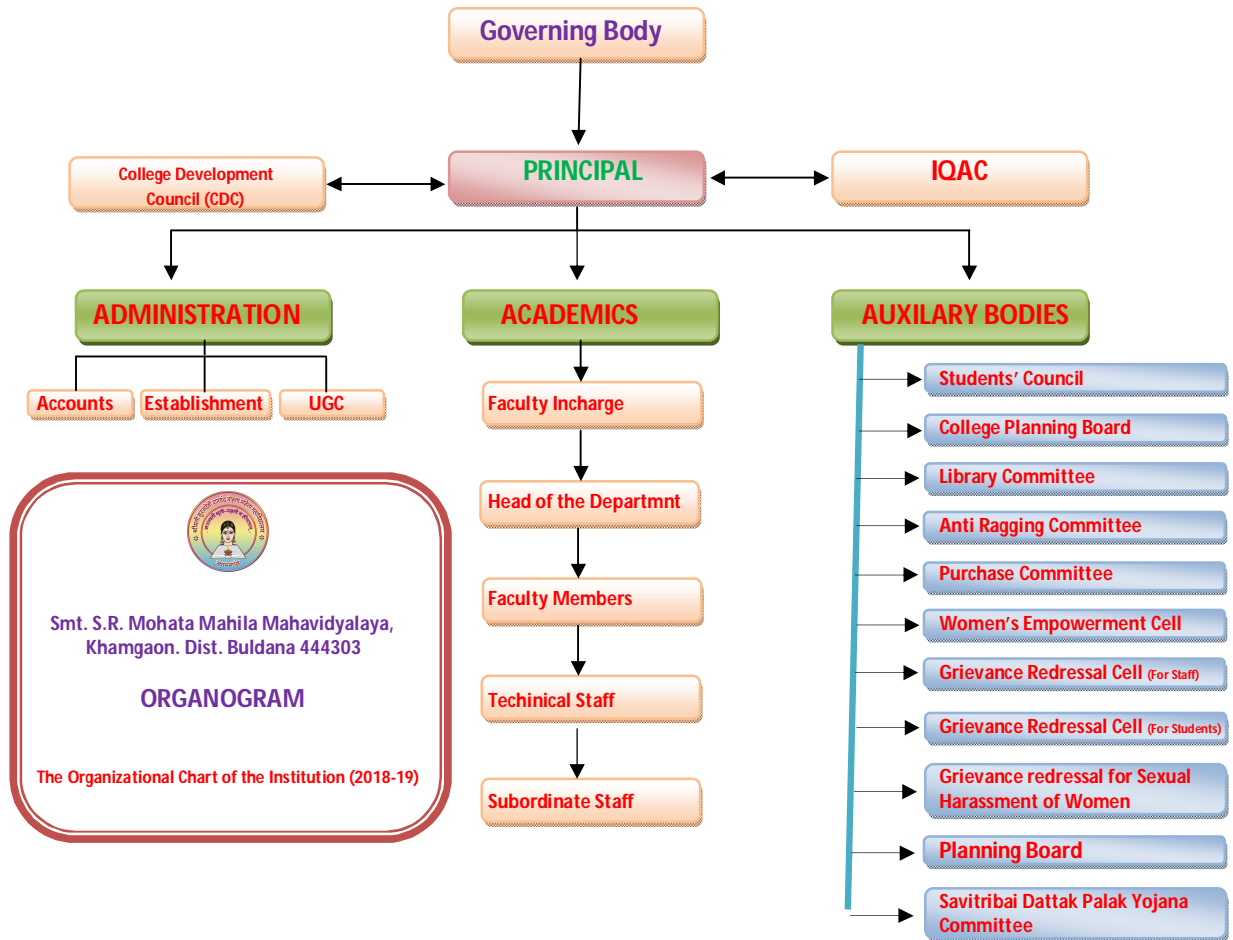 Governing Body
College Development
Council (CDC)
PRINCIPAL
IQAC
ADMINISTRATION
ACADEMICS
AUXILARY BODIES
Accounts
Establishment
UGC
Faculty Incharge
Head of the Departmnt
Faculty Members
Techinical Staff
Subordinate Staff
Students’ Council
College Planning Board
Library Committee
Anti Ragging Committee
Purchase Committee
Women’s Empowerment Cell
Grievance Redressal Cell (For Staff)
Grievance Redressal Cell (For Students)
Grievance redressal for Sexual
Harassment of Women
Planning Board
Savitribai Dattak Palak Yojana
Committee
Smt. S.R. Mohata Mahila Mahavidyalaya,
Khamgaon. Dist. Buldana 444303
ORGANOGRAM
The Organizational Chart of the Institution (2018-19)